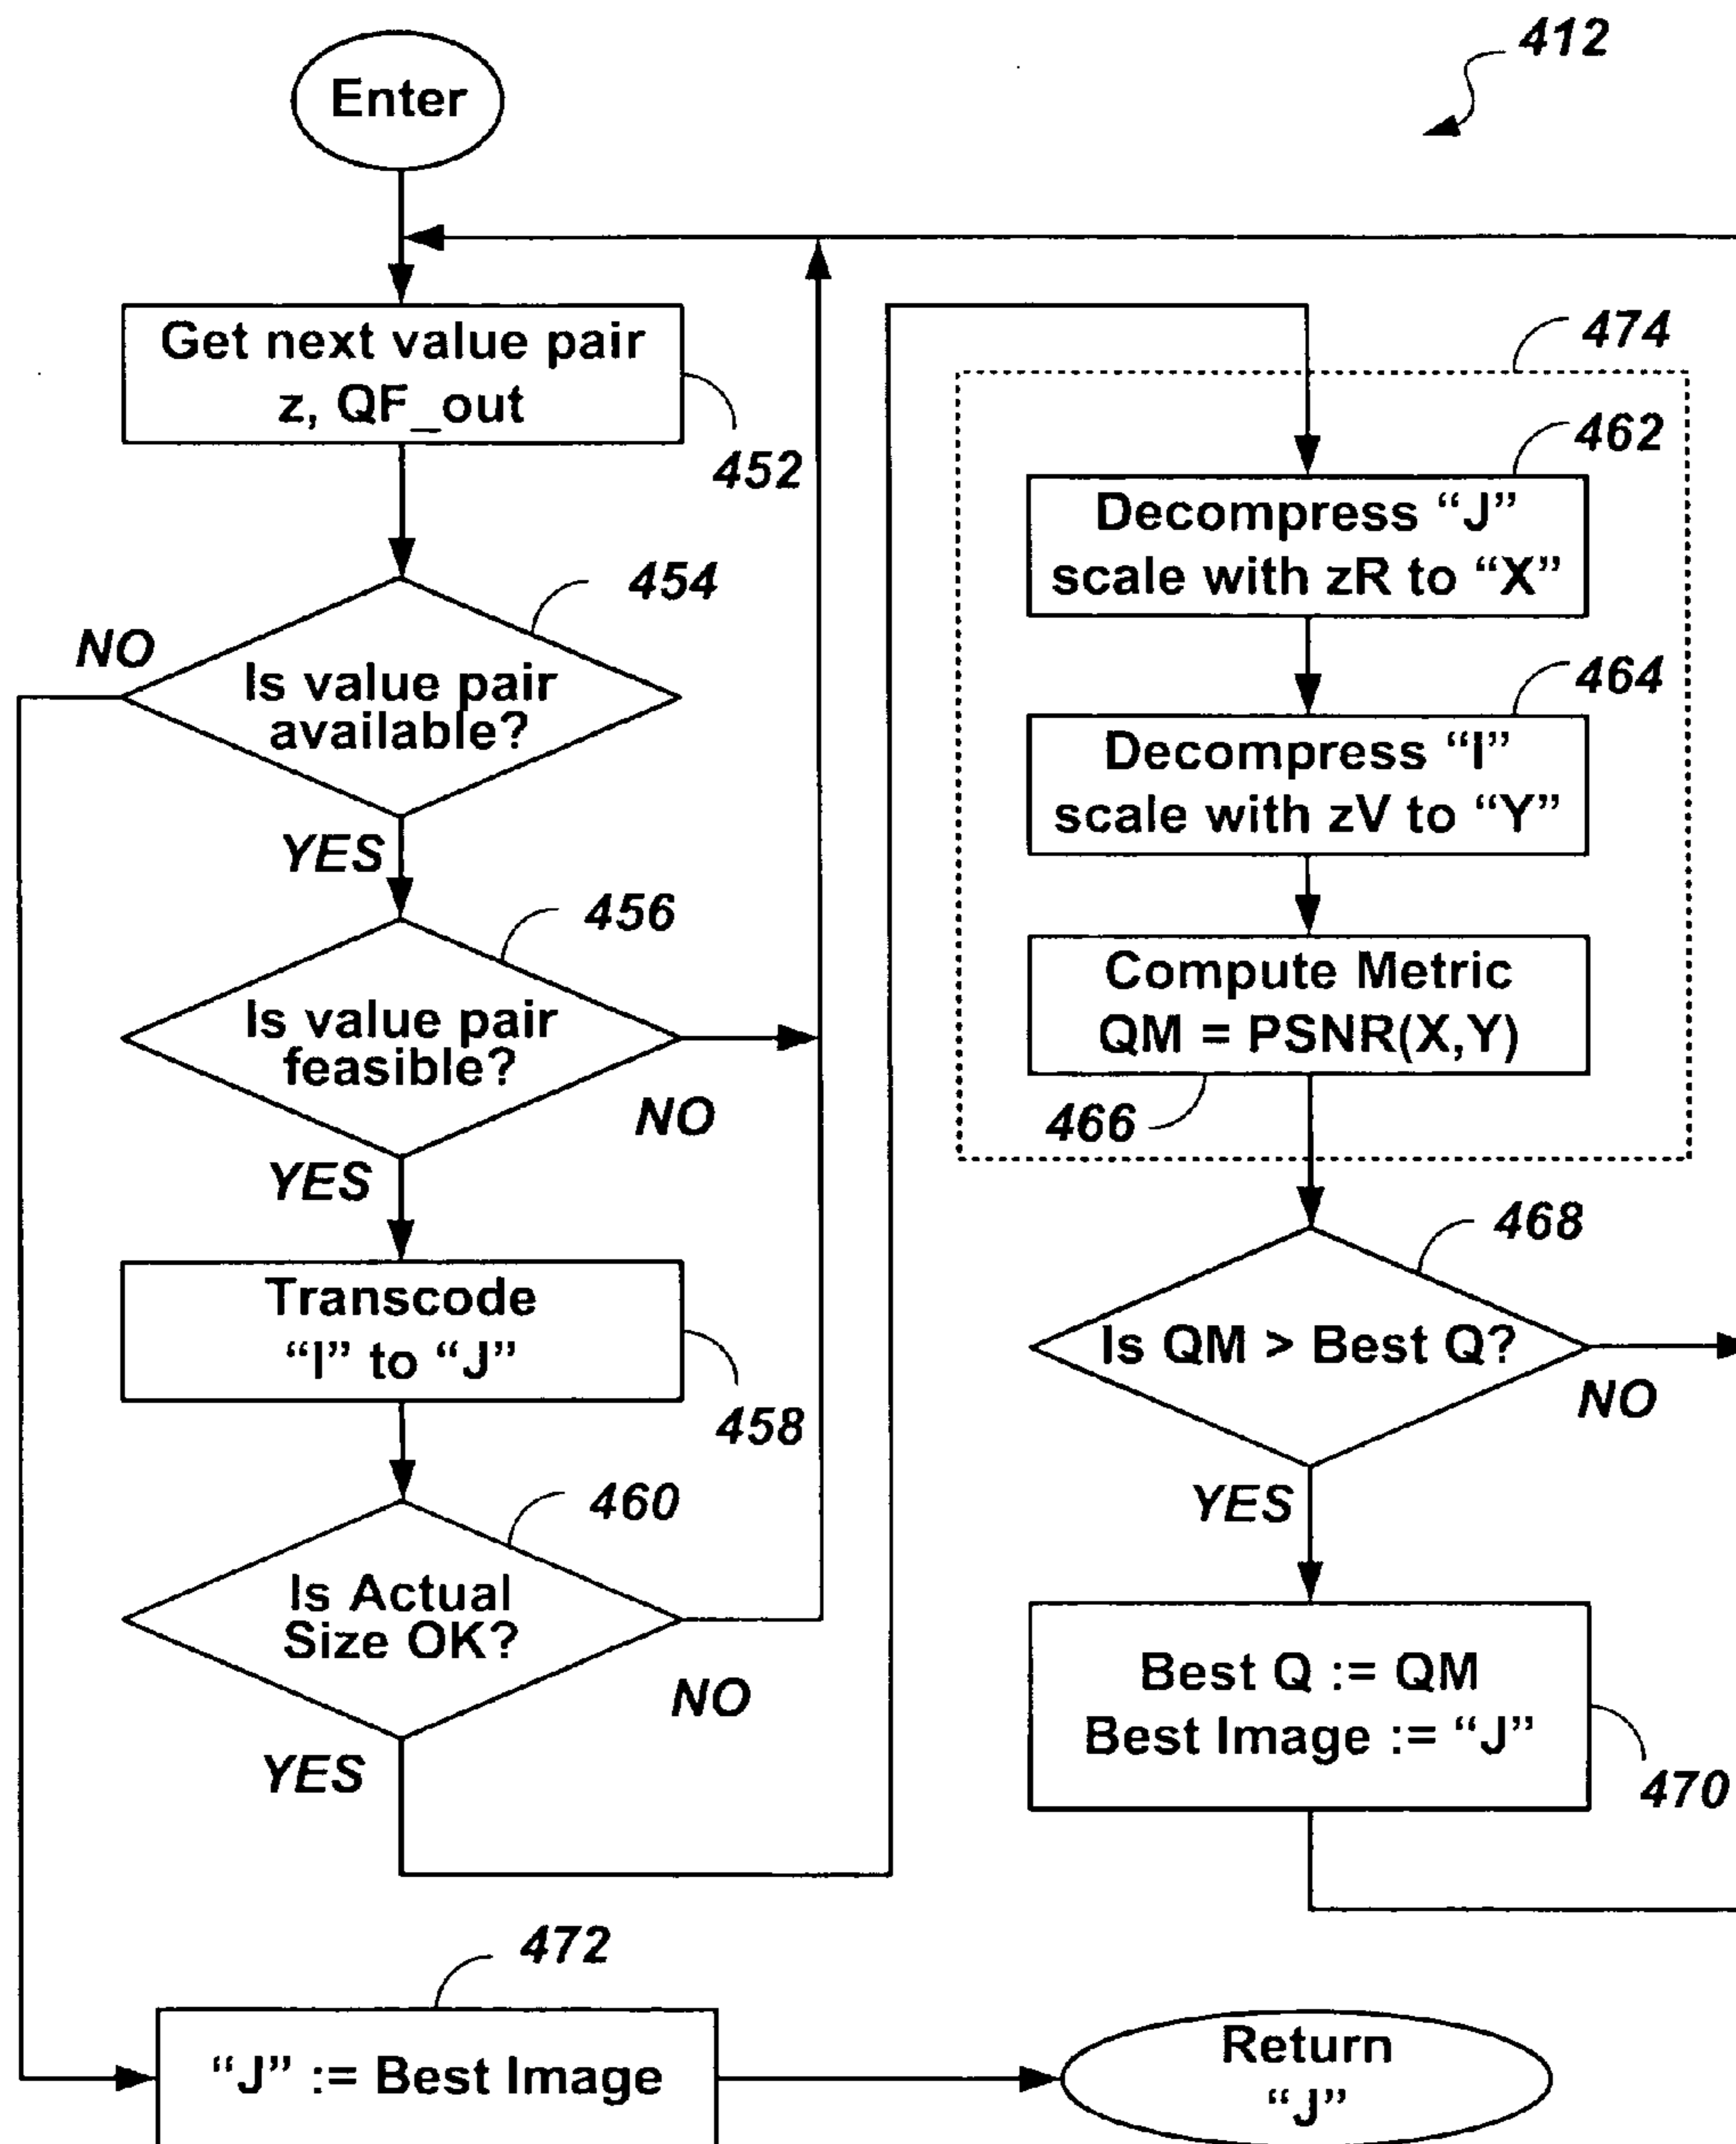 412
Enter
Get next value pair
z, QF_out
452
454
NO
Is value pair
available?
YES
456
Is value pair
feasible?
NO
YES
Transcode
“I” to “J”
458
460
Is Actual
Size OK?
NO
YES
474
462
Decompress “J”
scale with zR to “X”
464
Decompress “I”
scale with zV to “Y”
Compute Metric
QM = PSNR(X,Y)
466
468
Is QM > Best Q?
NO
YES
Best Q := QM
Best Image := “J”
470
472
“J” := Best Image
Return
“J”